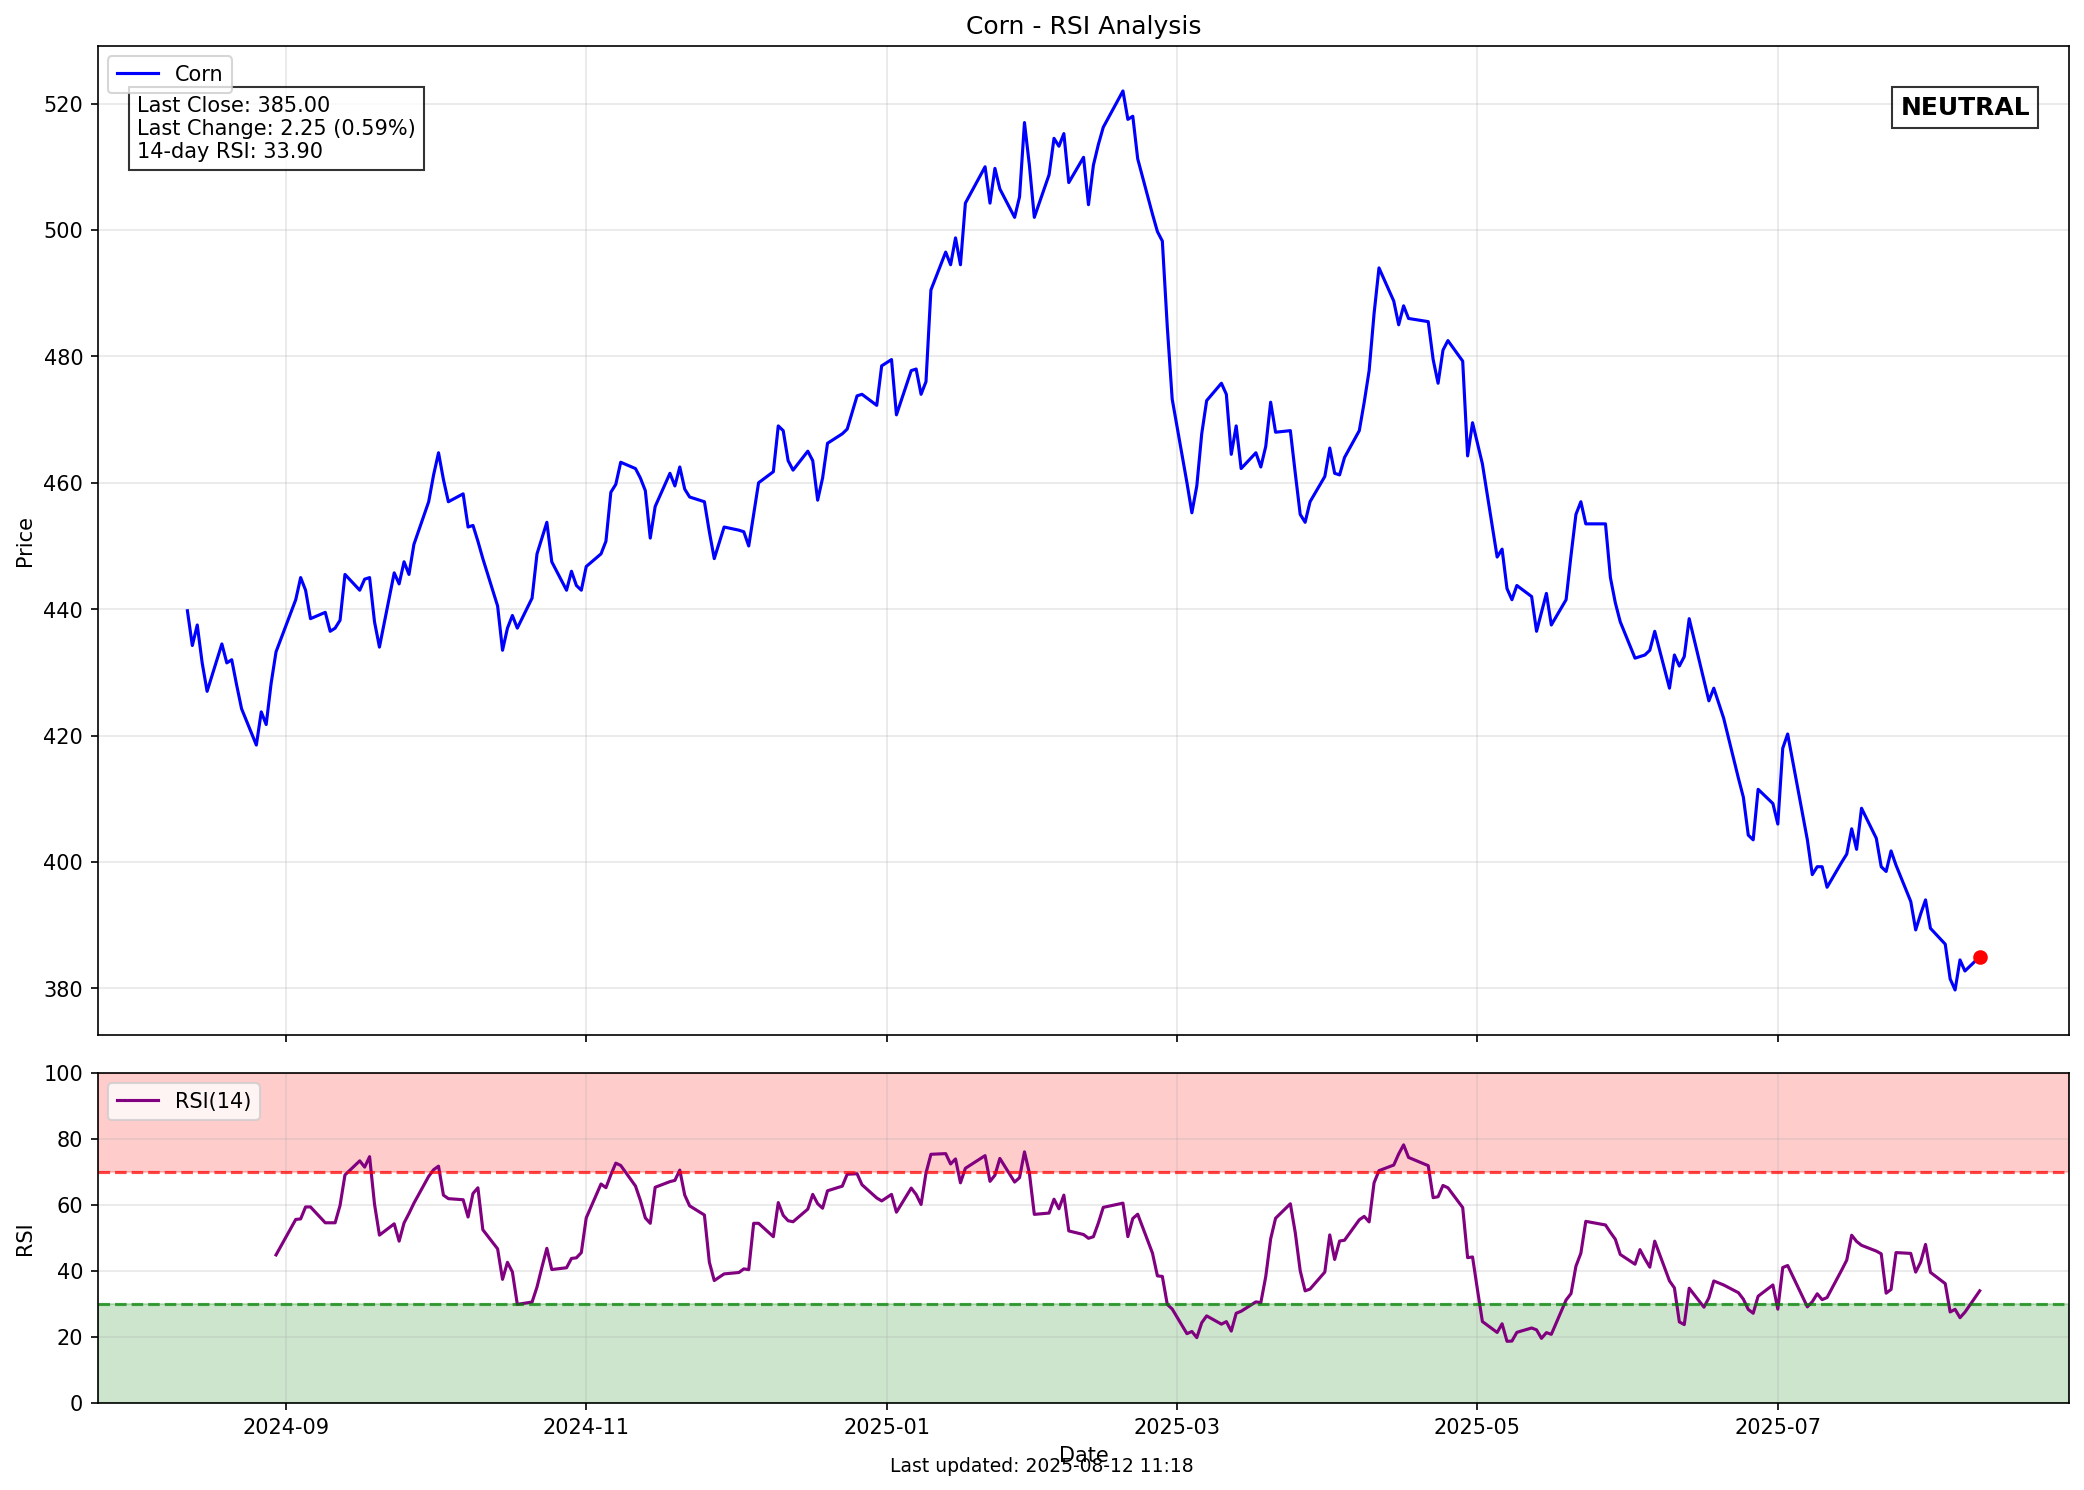 Corn - RSI Analysis
Corn
Last Close: 385.00
Last Change: 2.25 (0.59%)
14-day RSI: 33.90
NEUTRAL
520
500
480
460
440
420
400
380
Price
RSI(14)
100
80
60
40
20
0
RSI
2024-09
2024-11
2025-01
2025-03
2025-05
2025-07
Date
Last updated: 2025-08-12 11:18